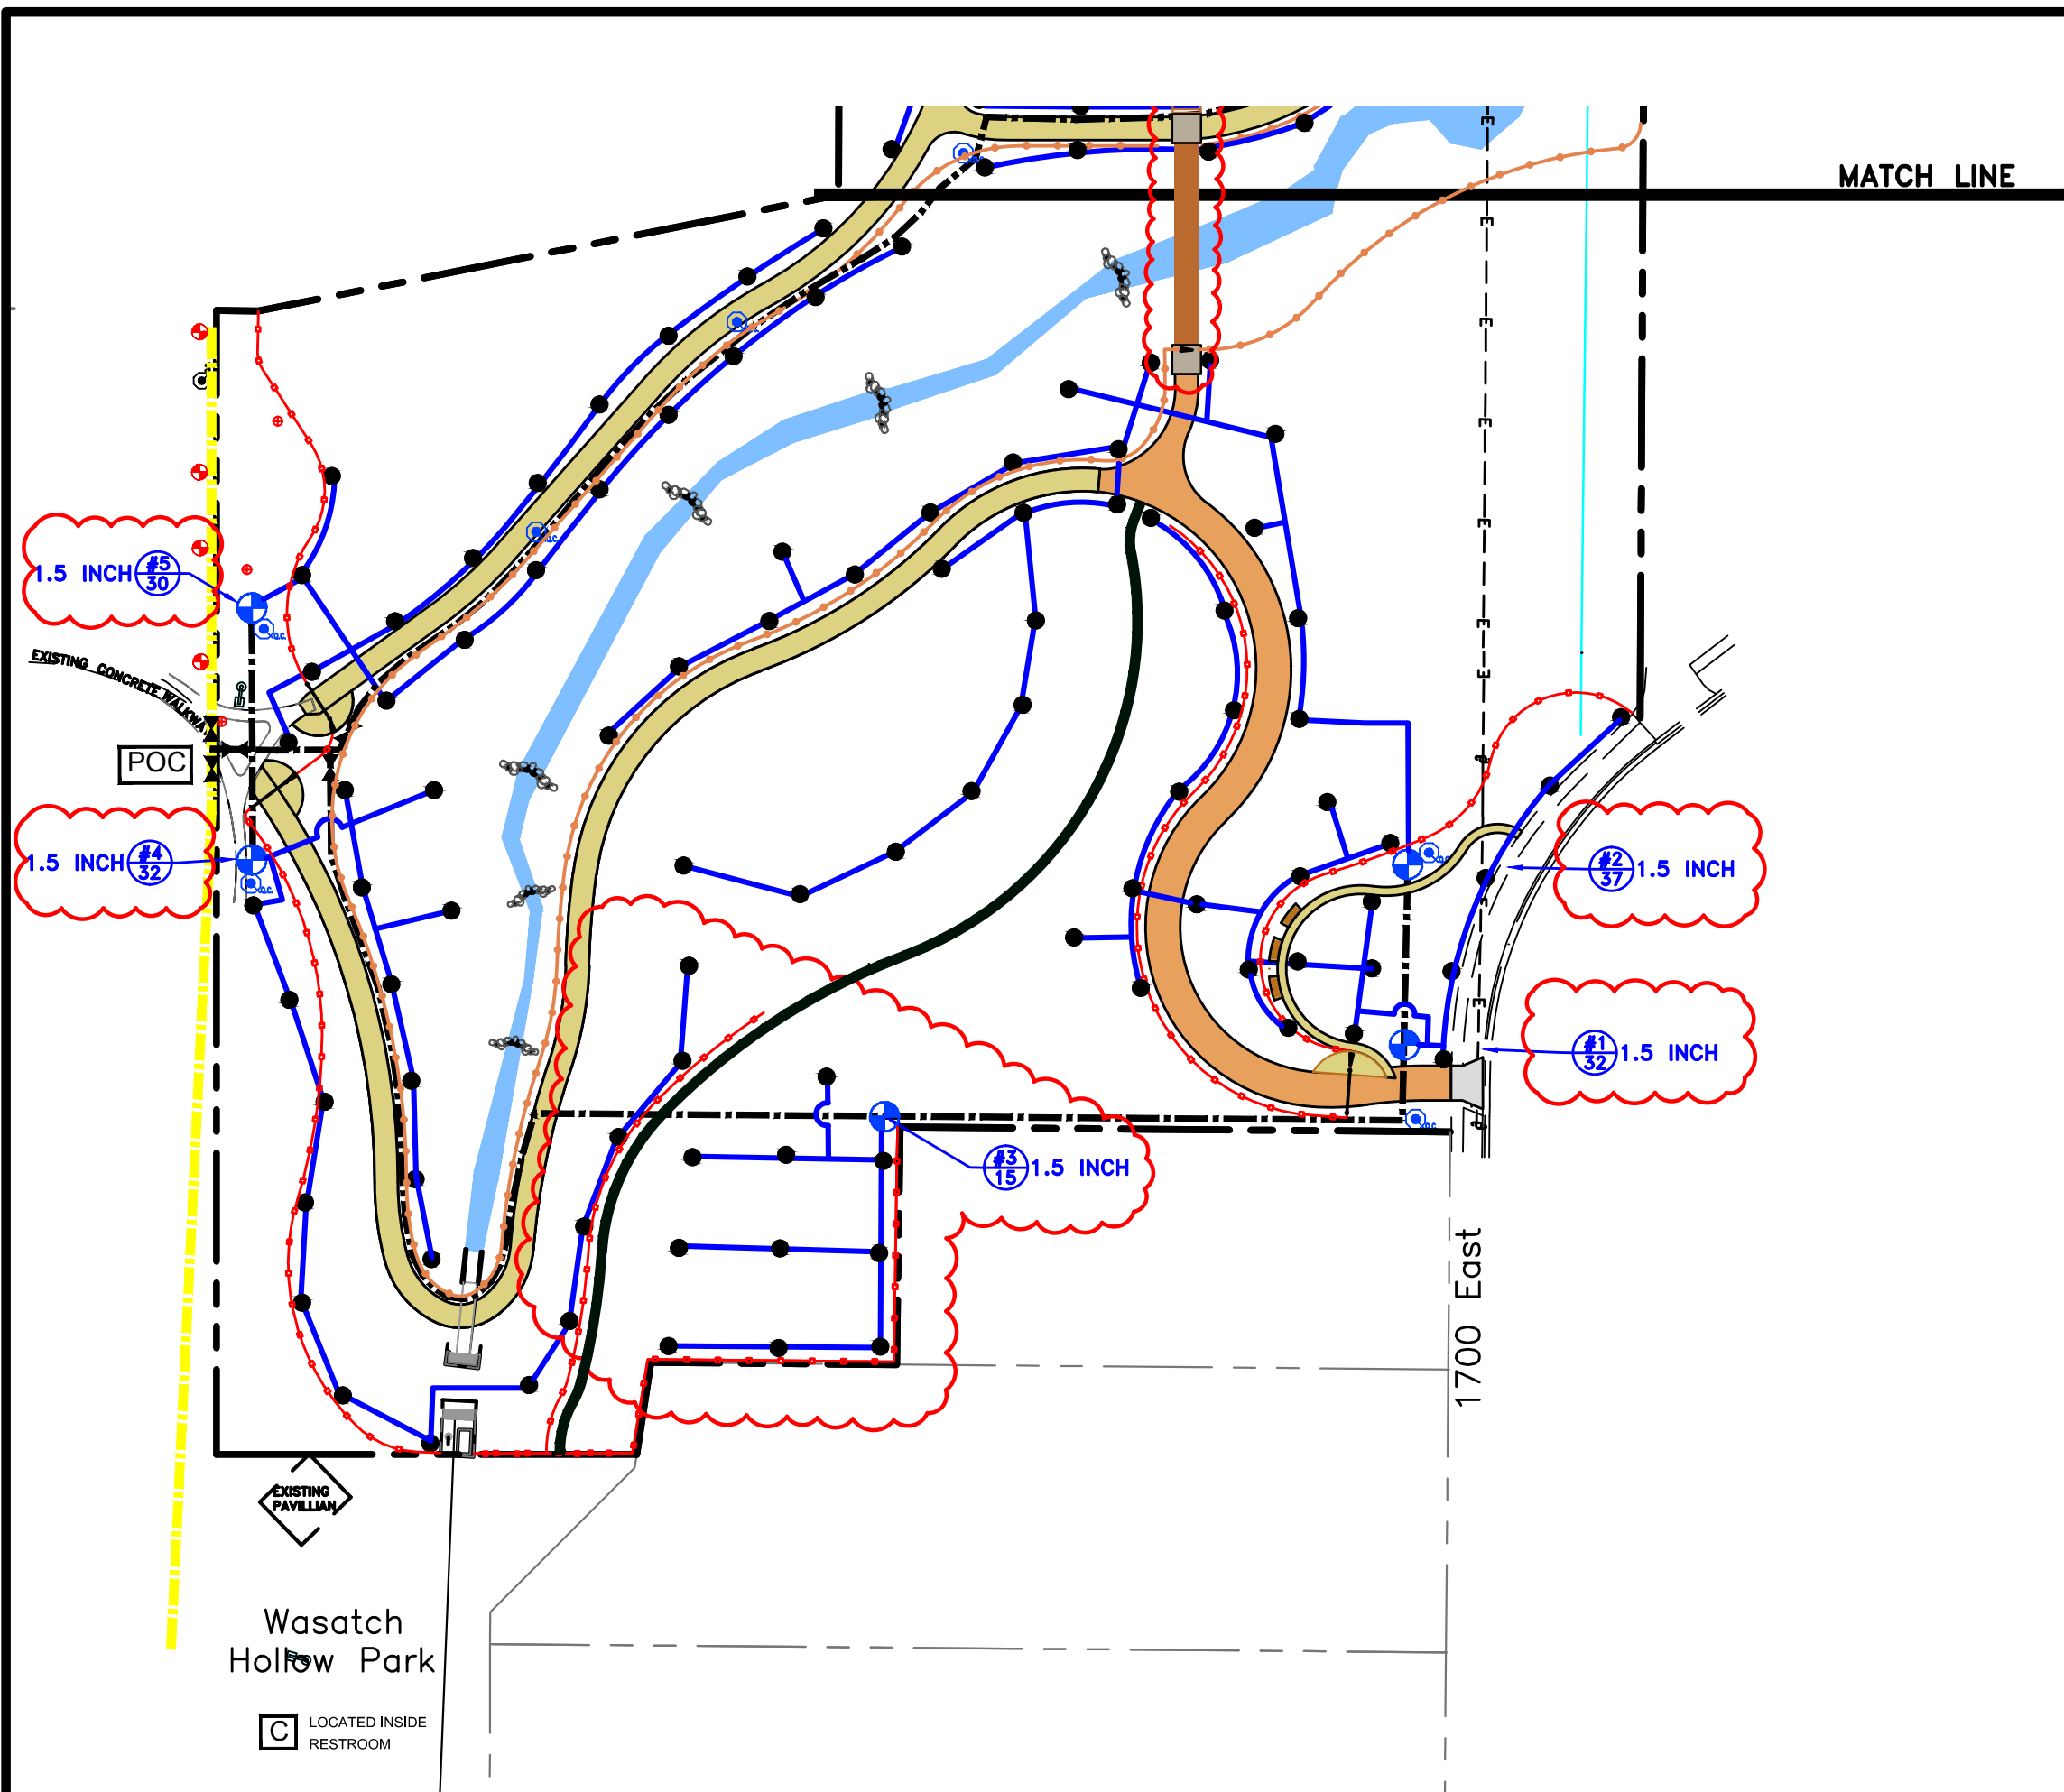 MATCH LINE
#5
1.5 INCH
30
Q.C.
EXISTING CONCRETE WALKWA
POC
#4
1.5 INCH
32
Q.C.
#2
1.5 INCH
37
Q.C.
#1
1.5 INCH
32
Q.C.
#3
1.5 INCH
15
1700 East
EXISTING
PAVILLIAN
Wasatch
Hollow Park
C
LOCATED INSIDE
RESTROOM
E
E
E
E
E
E
E
E